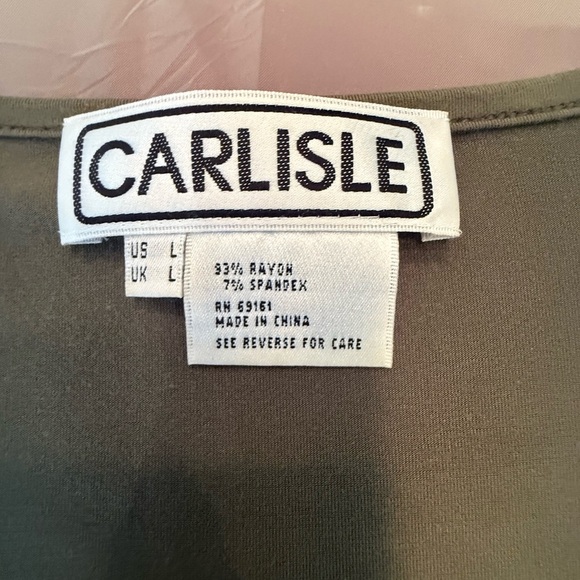 CARLISLE
US L
UK L
93% RAYON
7% SPANDEX
RN 69161
MADE IN CHINA
SEE REVERSE FOR CARE